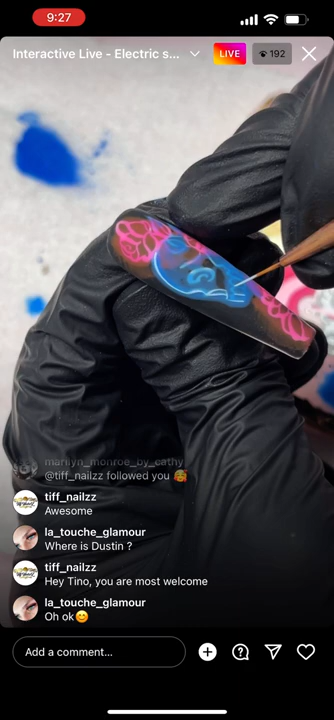 9:27
Interactive Live - Electric s...
LIVE
192
marilyn_monroe_by_cathy
@tiff_nailzz followed you 🥰
tiff_nailzz
Awesome
la_touche_glamour
Where is Dustin ?
tiff_nailzz
Hey Tino, you are most welcome
la_touche_glamour
Oh ok😊
Add a comment...